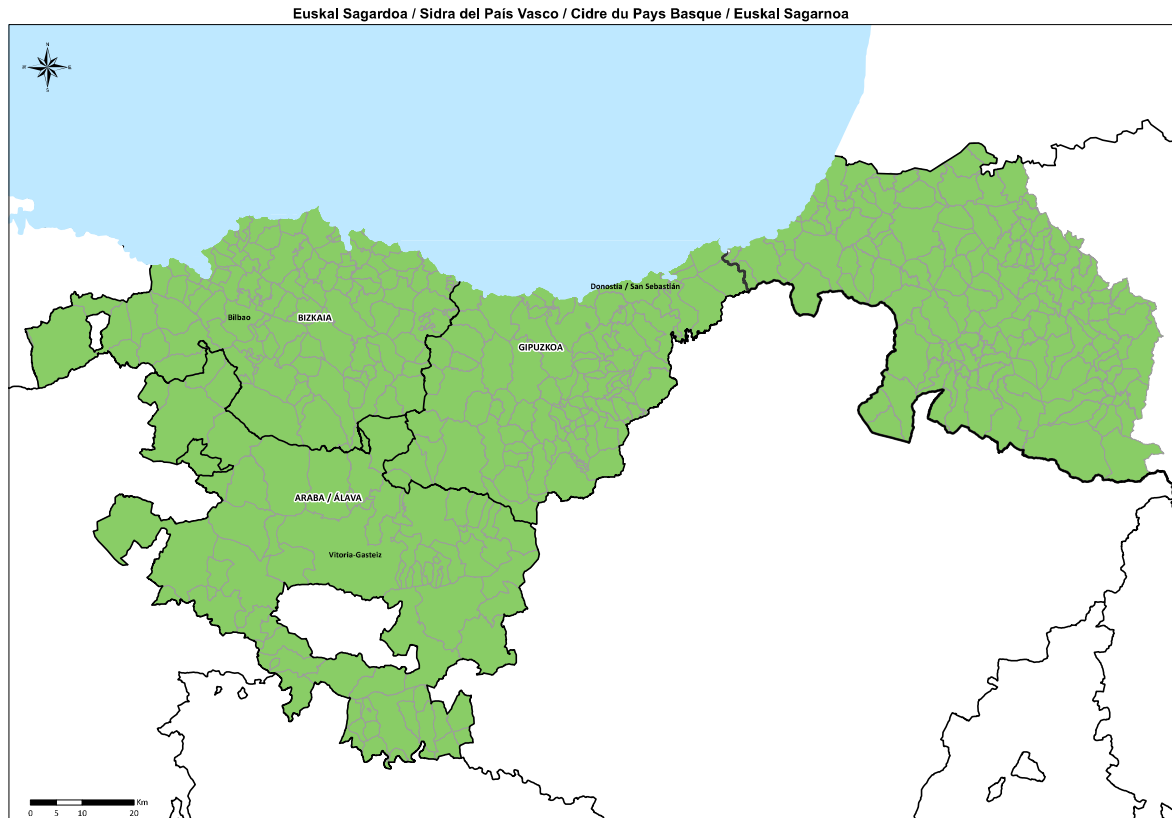 Euskal Sagardoa / Sidra del País Vasco / Cidre du Pays Basque / Euskal Sagarnoa
N
E
S
Donostia / San Sebastián
Bilbao
BIZKAIA
GIPUZKOA
ARABA / ÁLAVA
Vitoria-Gasteiz
Km
0 5 10 20